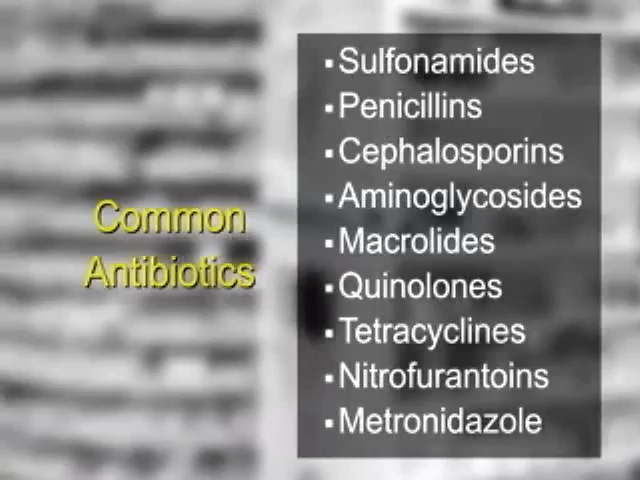 Common
Antibiotics
▪Sulfonamides
▪Penicillins
▪Cephalosporins
▪Aminoglycosides
▪Macrolides
▪Quinolones
▪Tetracyclines
▪Nitrofurantoins
▪Metronidazole